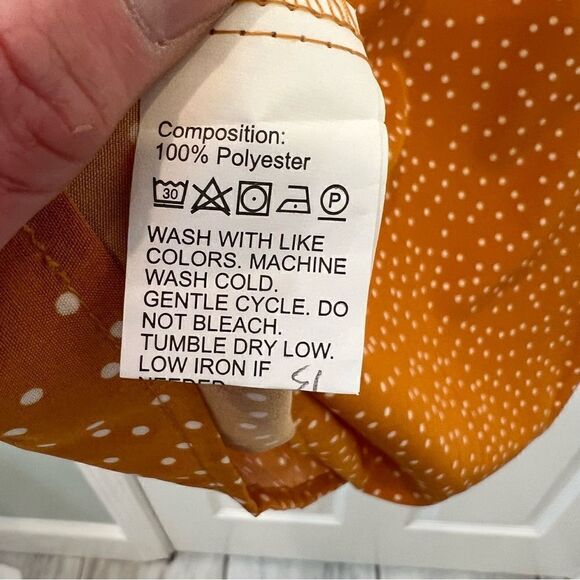 Composition:
100% Polyester
30 P
WASH WITH LIKE
COLORS. MACHINE
WASH COLD.
GENTLE CYCLE. DO
NOT BLEACH.
TUMBLE DRY LOW.
LOW IRON IF
NEEDED